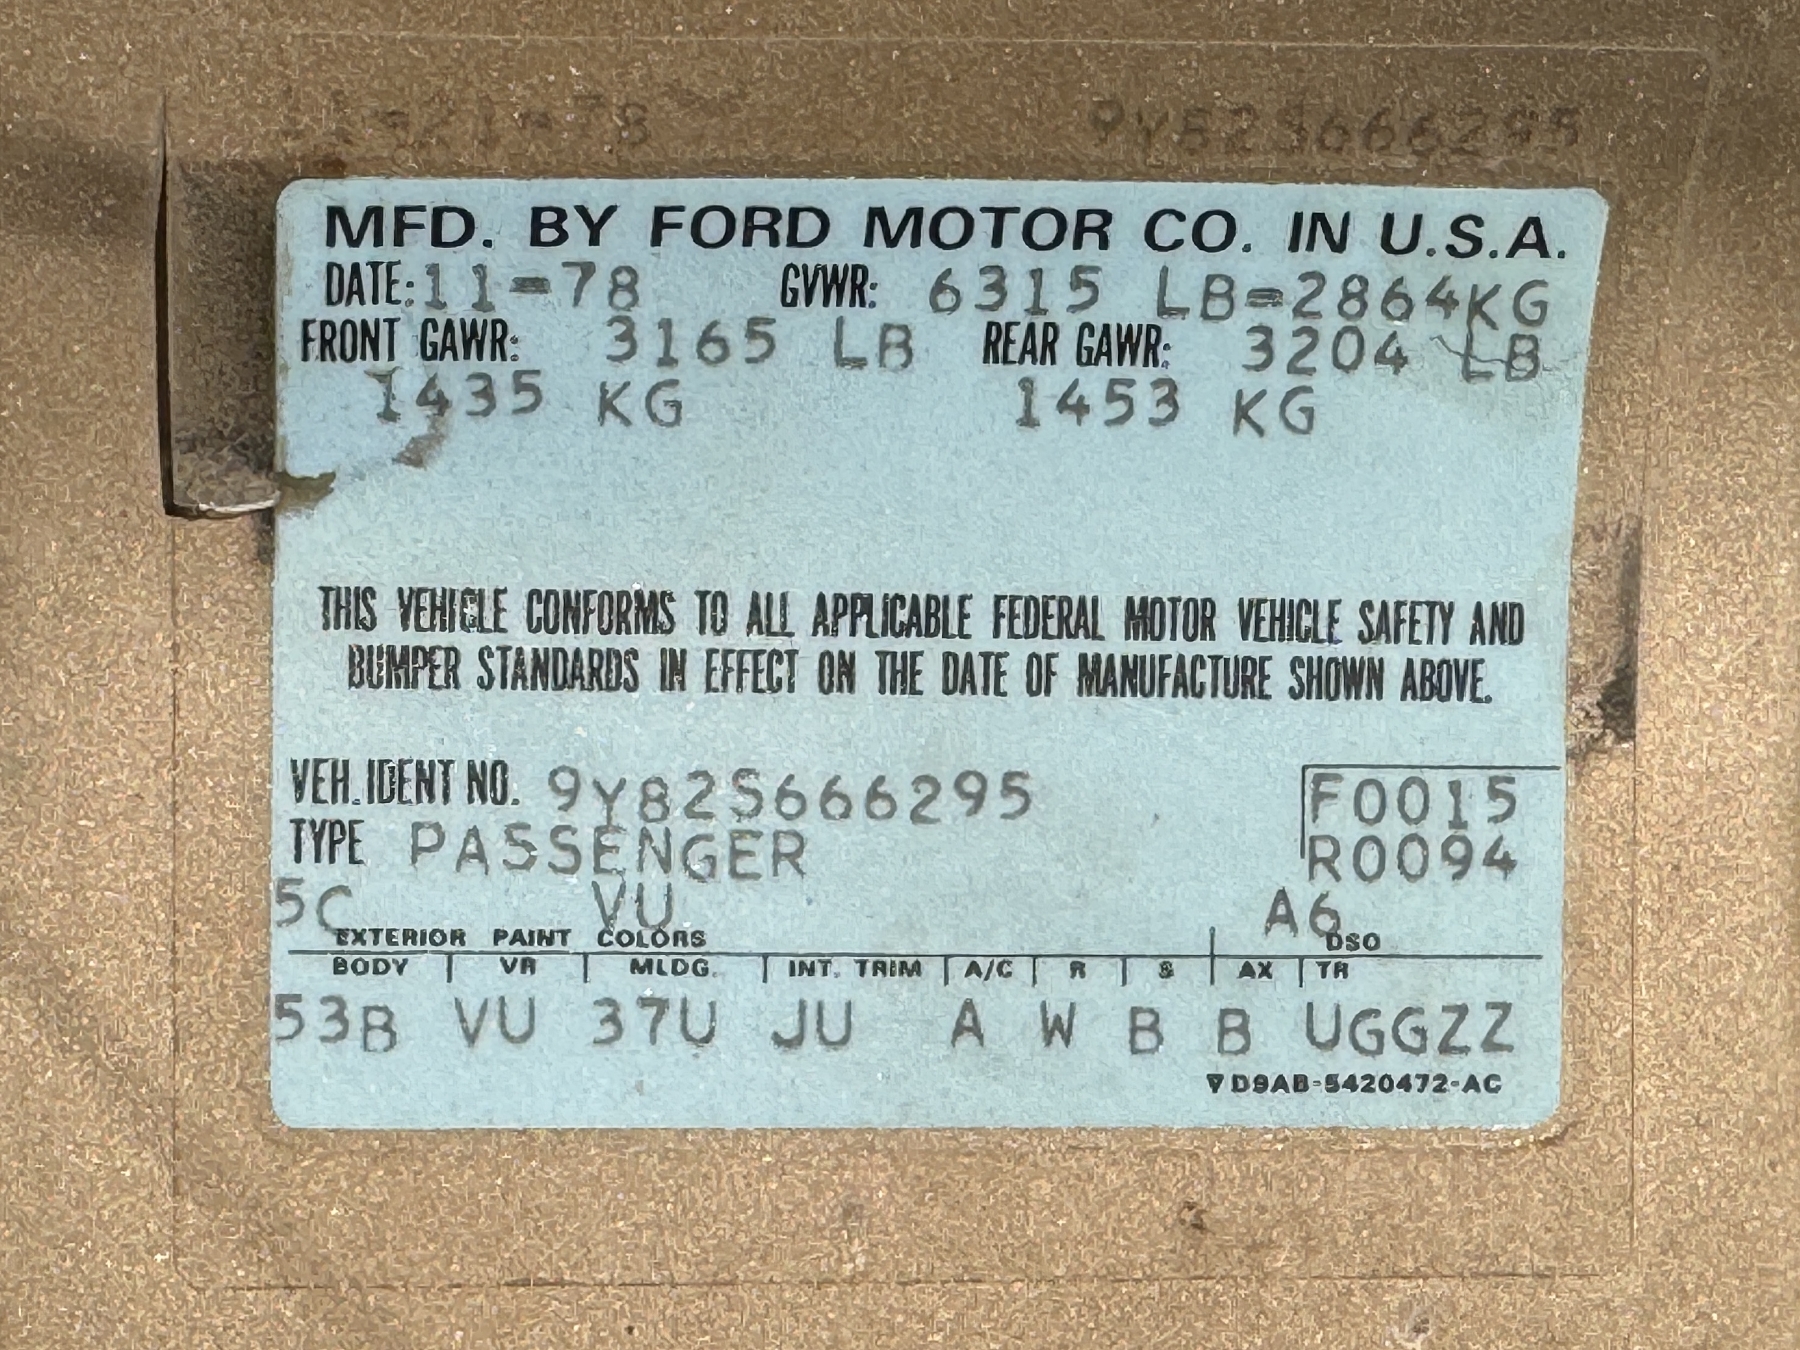 21-78 9Y82S666295
MFD. BY FORD MOTOR CO. IN U.S.A.
DATE: 11-78 GVWR: 6315 LB=2864KG
FRONT GAWR: 3165 LB REAR GAWR: 3204 LB
1435 KG 1453 KG
THIS VEHICLE CONFORMS TO ALL APPLICABLE FEDERAL MOTOR VEHICLE SAFETY AND
BUMPER STANDARDS IN EFFECT ON THE DATE OF MANUFACTURE SHOWN ABOVE.
VEH. IDENT NO. 9Y82S666295 F0015
TYPE PASSENGER R0094
5C VU A6
EXTERIOR PAINT COLORS DSO
BODY VR MLDG. INT. TRIM A/C R S AX TR
53B VU 37U JU A W B B UGGZZ
▽D9AB-5420472-AC